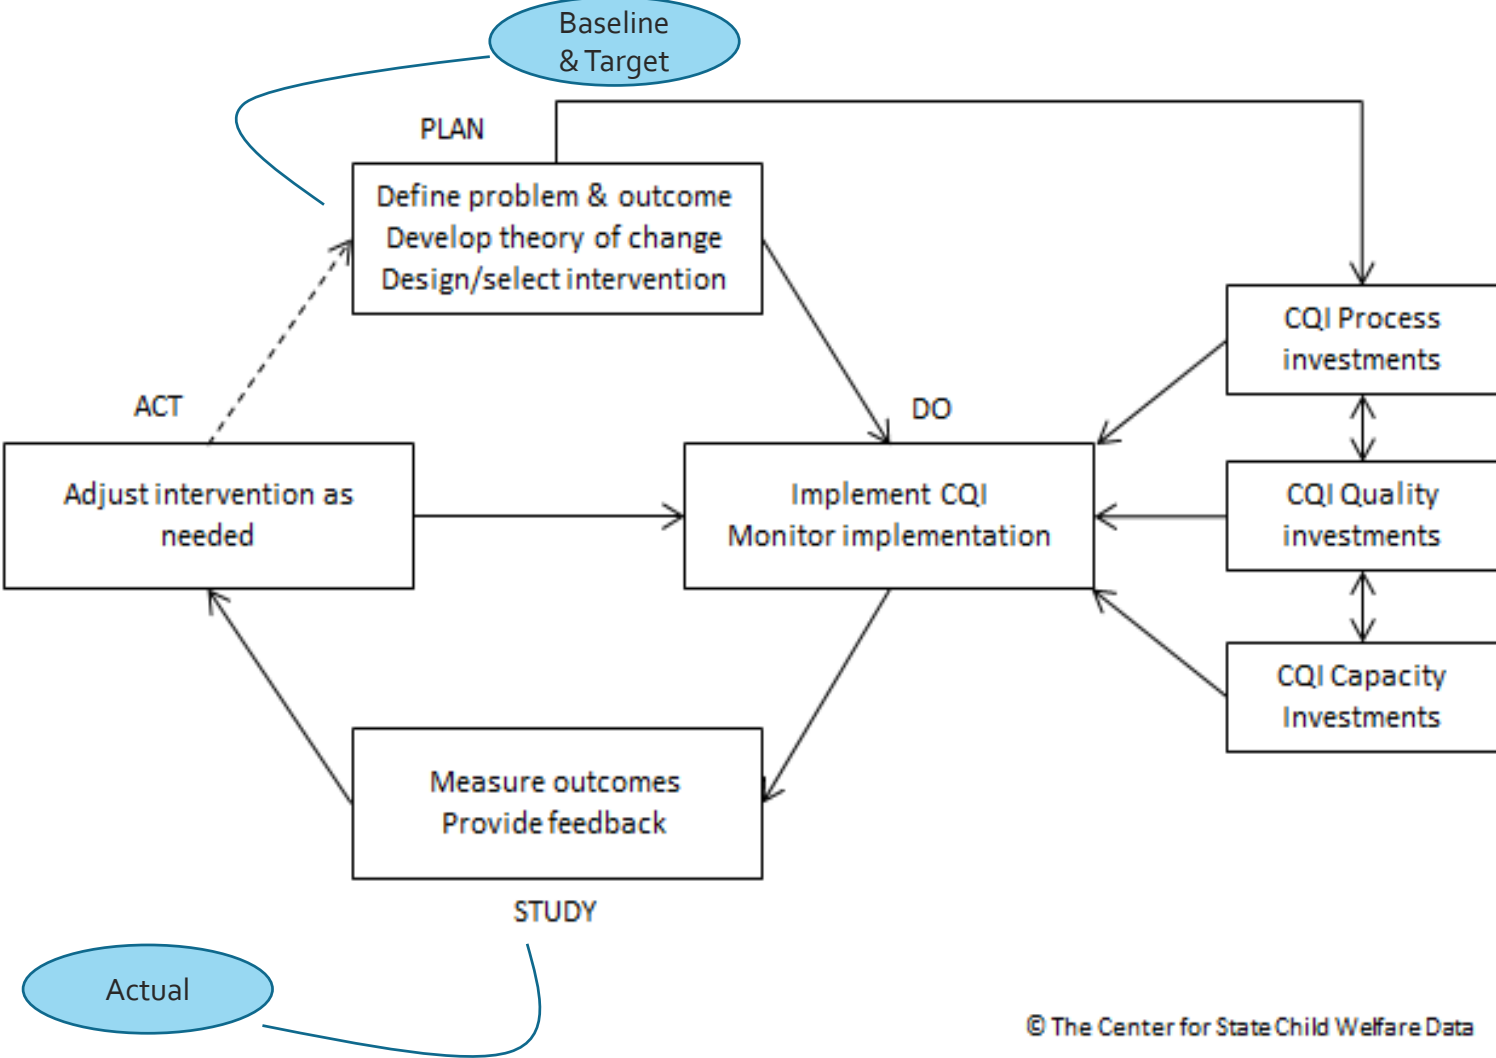 Baseline
& Target
PLAN
Define problem & outcome
Develop theory of change
Design/select intervention
CQI Process
investments
ACT
DO
Adjust intervention as
needed
Implement CQI
Monitor implementation
CQI Quality
investments
CQI Capacity
Investments
Measure outcomes
Provide feedback
STUDY
Actual
© The Center for State Child Welfare Data